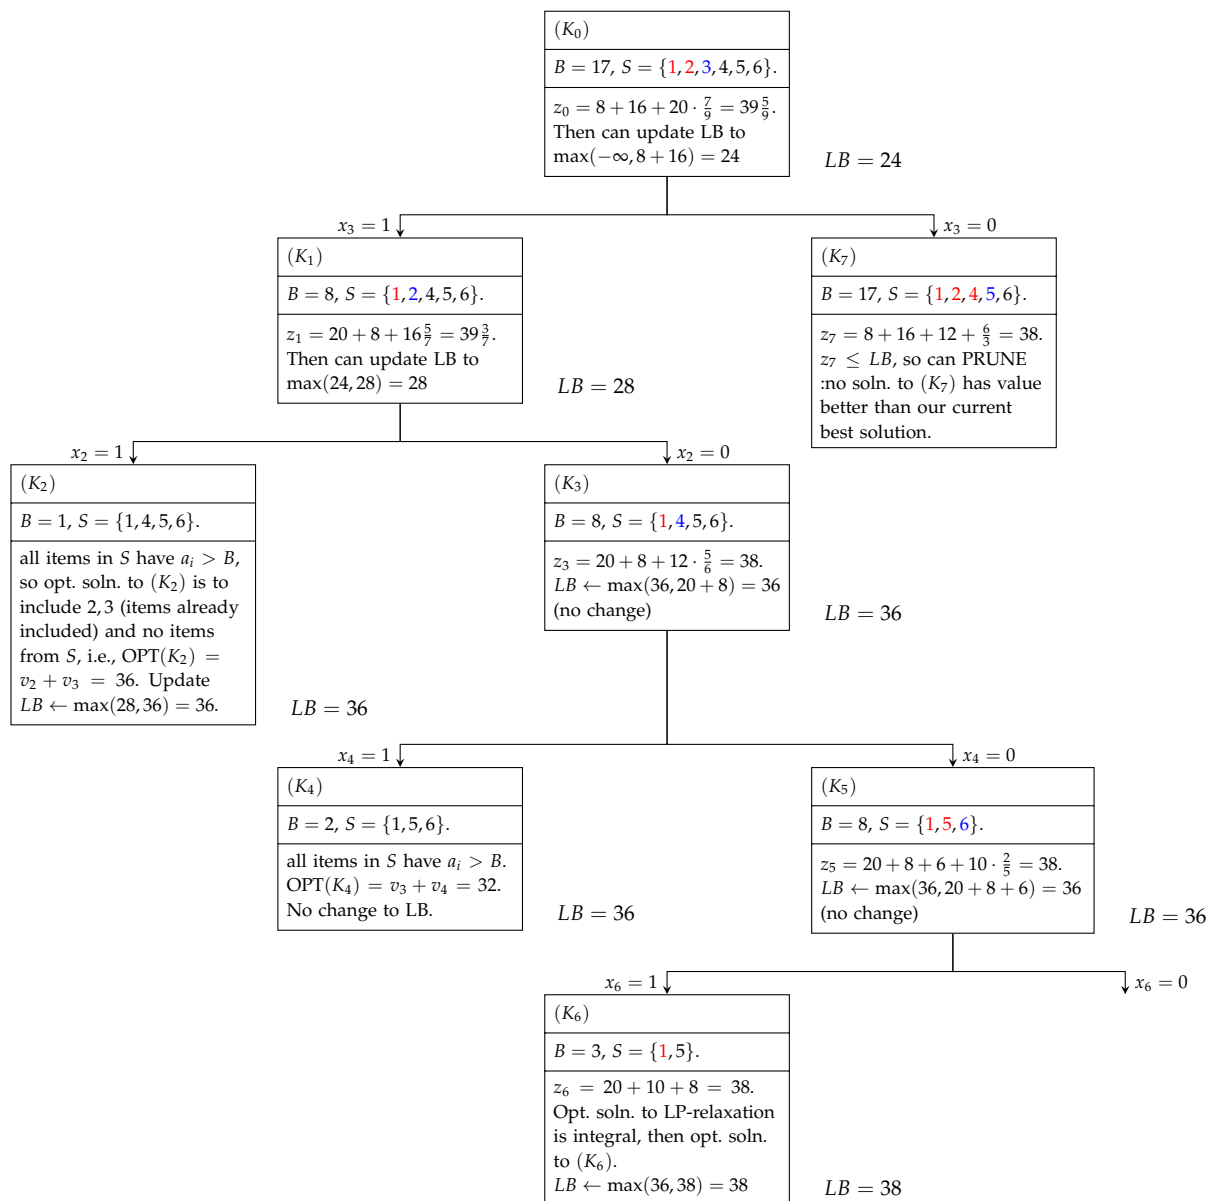 (K₀)
B = 17, S = {1,2,3,4,5,6}.
z₀ = 8 + 16 + 20 · 7/9 = 39 5/9.
Then can update LB to
max(−∞, 8 + 16) = 24
LB = 24
x₃ = 1
x₃ = 0
(K₁)
B = 8, S = {1,2,4,5,6}.
z₁ = 20 + 8 + 16 5/7 = 39 3/7.
Then can update LB to
max(24, 28) = 28
LB = 28
(K₇)
B = 17, S = {1,2,4,5,6}.
z₇ = 8 + 16 + 12 + 6/3 = 38.
z₇ ≤ LB, so can PRUNE
:no soln. to (K₇) has value
better than our current
best solution.
x₂ = 1
x₂ = 0
(K₂)
B = 1, S = {1,4,5,6}.
all items in S have aᵢ > B,
so opt. soln. to (K₂) is to
include 2,3 (items already
included) and no items
from S, i.e., OPT(K₂) =
v₂ + v₃ = 36. Update
LB ← max(28, 36) = 36.
LB = 36
(K₃)
B = 8, S = {1,4,5,6}.
z₃ = 20 + 8 + 12 · 5/6 = 38.
LB ← max(36, 20 + 8) = 36
(no change)
LB = 36
x₄ = 1
x₄ = 0
(K₄)
B = 2, S = {1,5,6}.
all items in S have aᵢ > B.
OPT(K₄) = v₃ + v₄ = 32.
No change to LB.
LB = 36
(K₅)
B = 8, S = {1,5,6}.
z₅ = 20 + 8 + 6 + 10 · 2/5 = 38.
LB ← max(36, 20 + 8 + 6) = 36
(no change)
LB = 36
x₆ = 1
x₆ = 0
(K₆)
B = 3, S = {1,5}.
z₆ = 20 + 10 + 8 = 38.
Opt. soln. to LP-relaxation
is integral, then opt. soln.
to (K₆).
LB ← max(36, 38) = 38
LB = 38